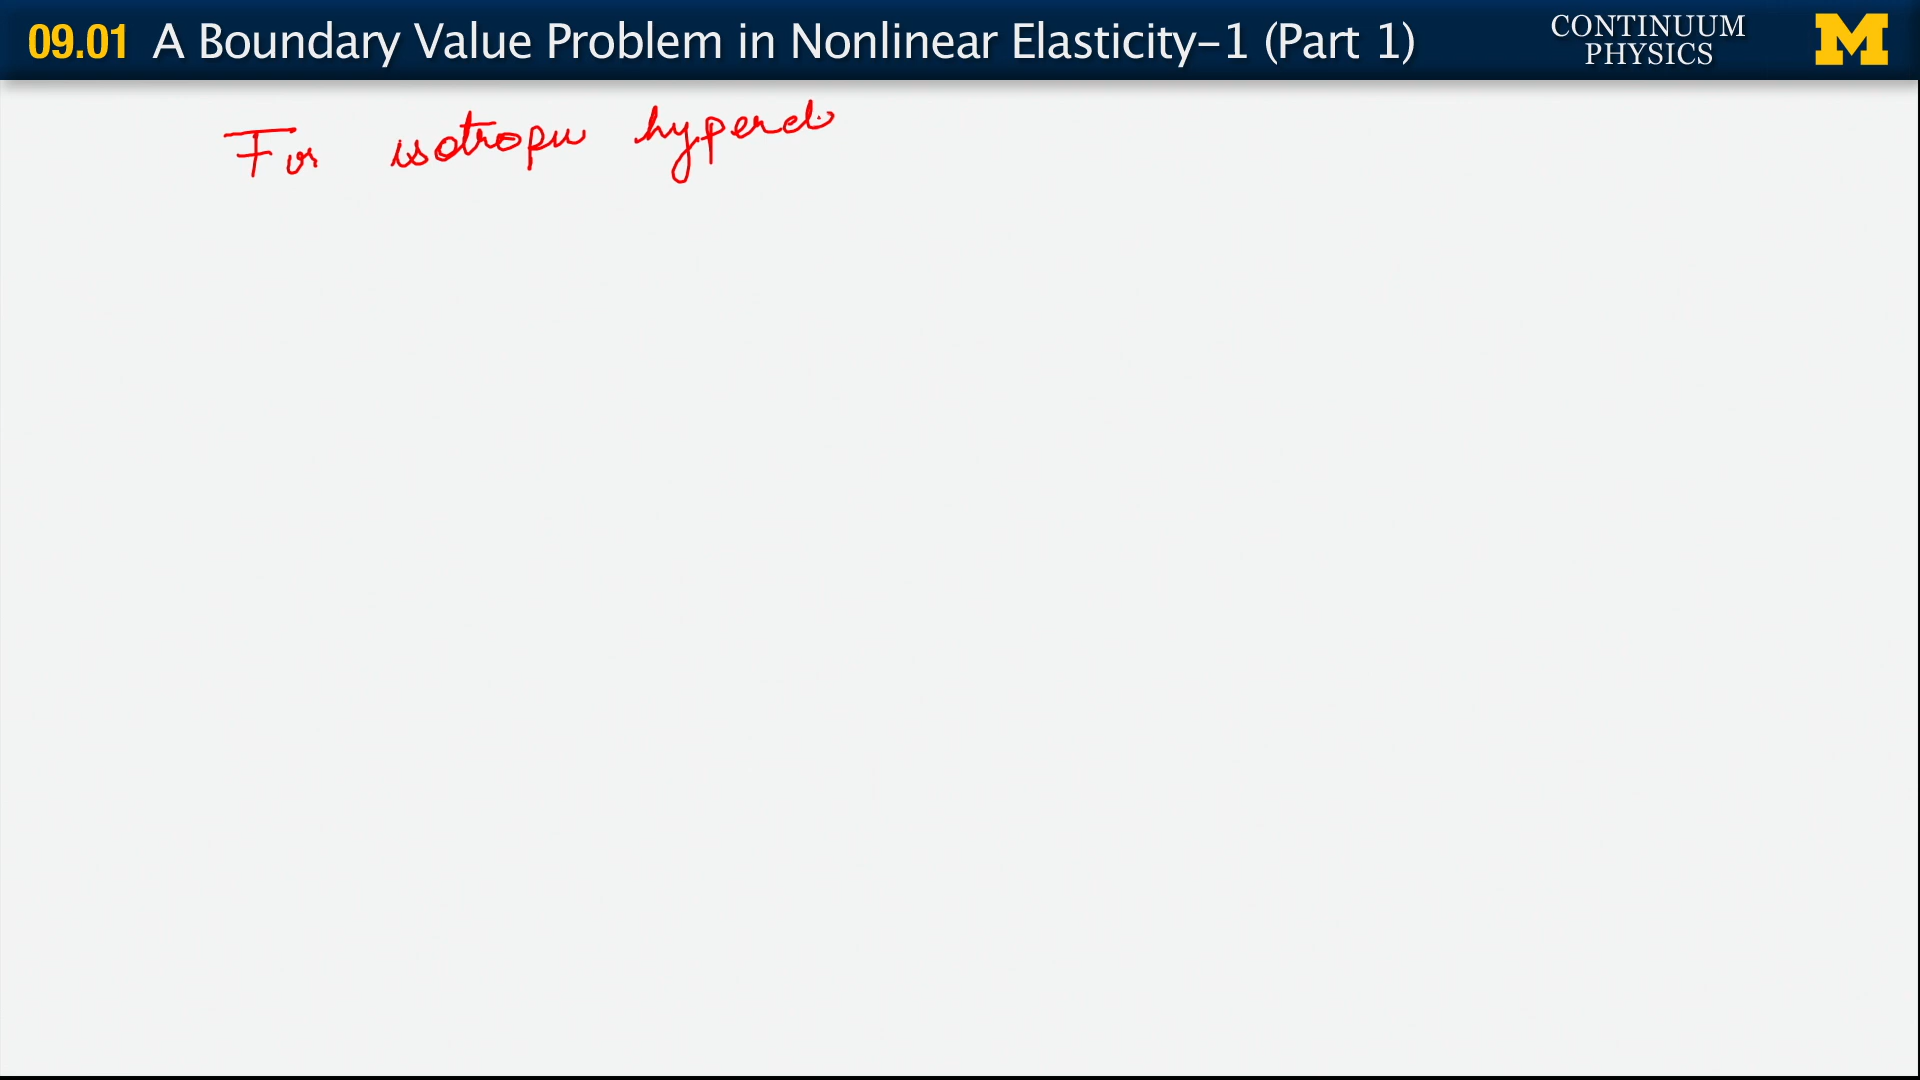 09.01 A Boundary Value Problem in Nonlinear Elasticity–1 (Part 1)
CONTINUUM
PHYSICS
M
For isotropic hyperel